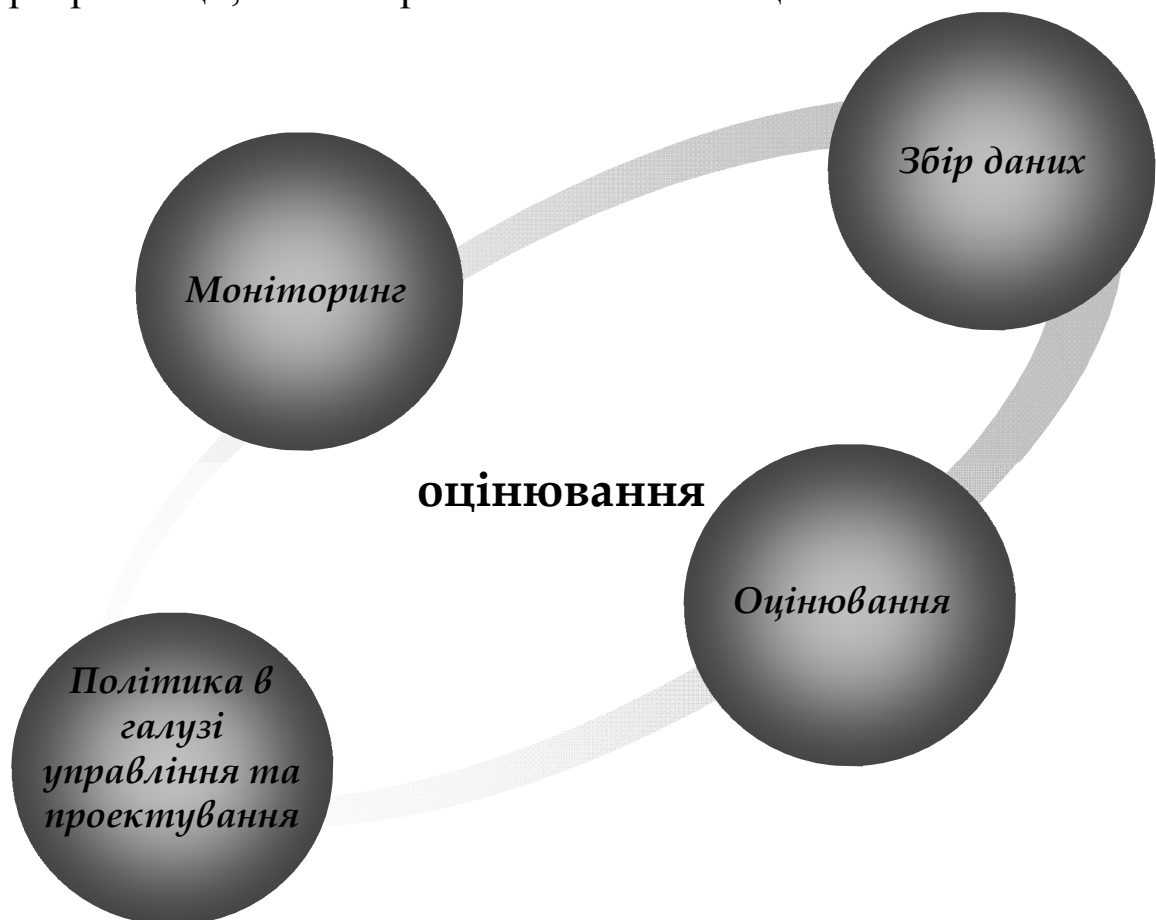 Збір даних
Моніторинг
оцінювання
Оцінювання
Політика в
галузі
управління та
проектування